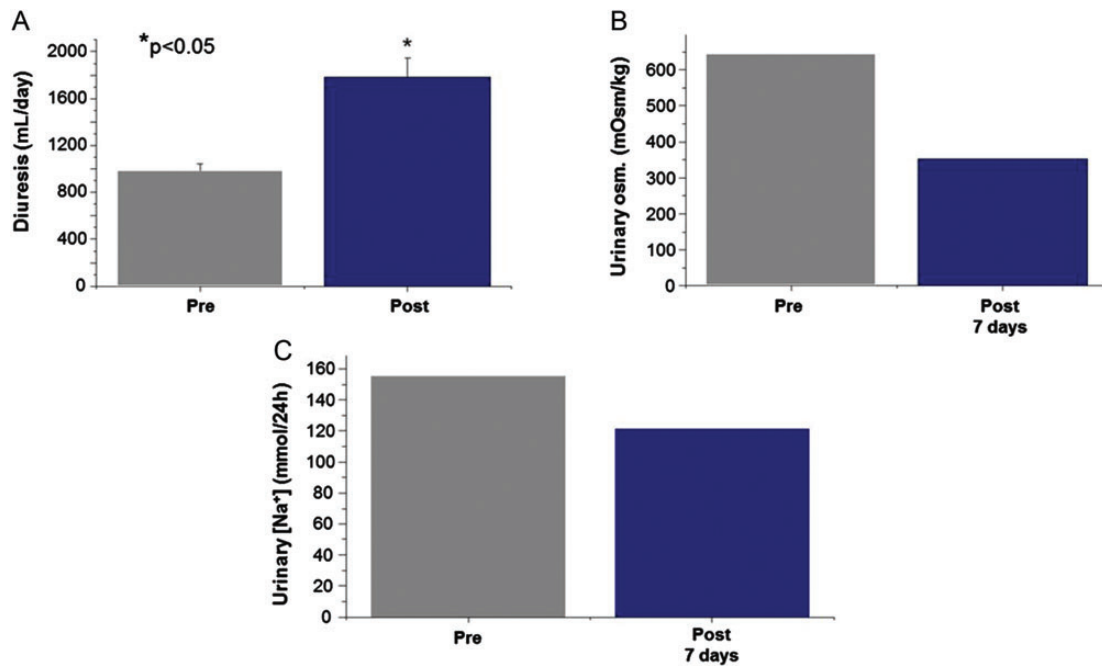 A
*p<0.05
Diuresis (mL/day)
2000
1600
1200
800
400
0
Pre
Post
*
B
Urinary osm. (mOsm/kg)
600
500
400
300
200
100
0
Pre
Post
7 days
C
Urinary [Na⁺] (mmol/24h)
160
140
120
100
80
60
40
20
0
Pre
Post
7 days